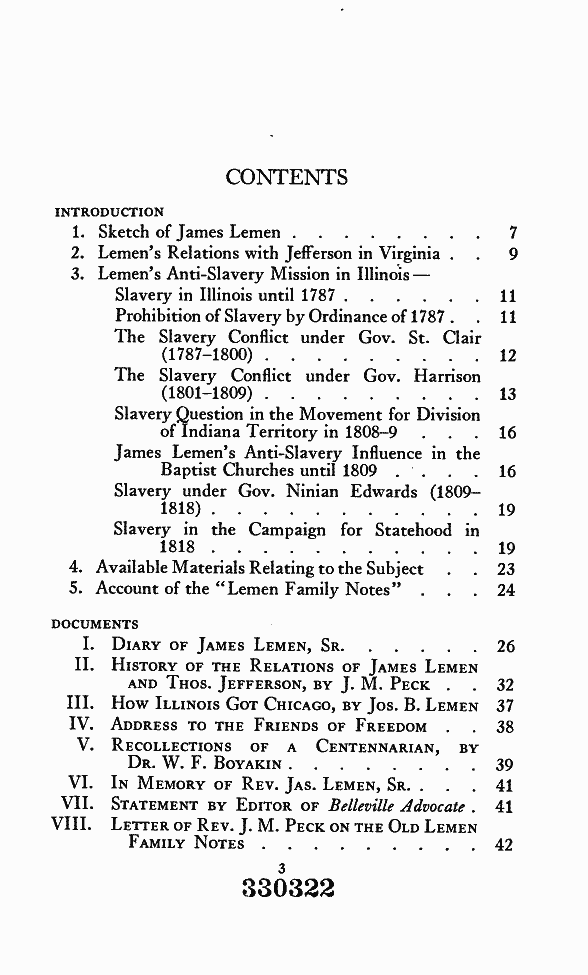 CONTENTS
INTRODUCTION
1. Sketch of James Lemen . . . . . . . . 7
2. Lemen's Relations with Jefferson in Virginia . . 9
3. Lemen's Anti-Slavery Mission in Illinois—
Slavery in Illinois until 1787 . . . . . . 11
Prohibition of Slavery by Ordinance of 1787 . . 11
The Slavery Conflict under Gov. St. Clair
(1787–1800) . . . . . . . . . 12
The Slavery Conflict under Gov. Harrison
(1801–1809) . . . . . . . . . 13
Slavery Question in the Movement for Division
of Indiana Territory in 1808–9 . . . 16
James Lemen's Anti-Slavery Influence in the
Baptist Churches until 1809 . . . . 16
Slavery under Gov. Ninian Edwards (1809–
1818) . . . . . . . . . . . 19
Slavery in the Campaign for Statehood in
1818 . . . . . . . . . . . 19
4. Available Materials Relating to the Subject . . 23
5. Account of the "Lemen Family Notes" . . . 24
DOCUMENTS
I. DIARY OF JAMES LEMEN, SR. . . . . . 26
II. HISTORY OF THE RELATIONS OF JAMES LEMEN
AND THOS. JEFFERSON, BY J. M. PECK . . 32
III. HOW ILLINOIS GOT CHICAGO, BY JOS. B. LEMEN 37
IV. ADDRESS TO THE FRIENDS OF FREEDOM . . 38
V. RECOLLECTIONS OF A CENTENNARIAN, BY
DR. W. F. BOYAKIN . . . . . . . . 39
VI. IN MEMORY OF REV. JAS. LEMEN, SR. . . . 41
VII. STATEMENT BY EDITOR OF Belleville Advocate . 41
VIII. LETTER OF REV. J. M. PECK ON THE OLD LEMEN
FAMILY NOTES . . . . . . . . . 42
3
330322